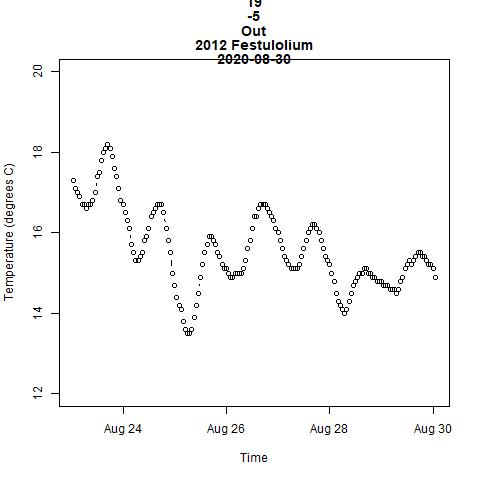 19
-5
Out
2012 Festulolium
2020-08-30
Temperature (degrees C)
20
18
16
14
12
Aug 24
Aug 26
Aug 28
Aug 30
Time